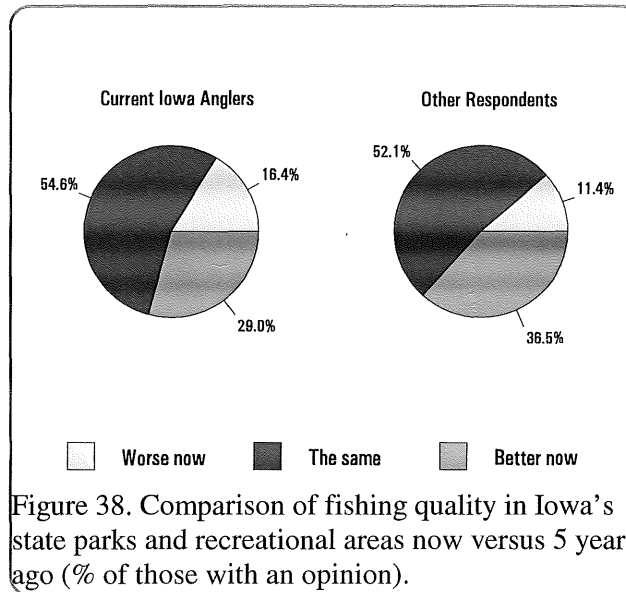 Current Iowa Anglers
Other Respondents
54.6%
16.4%
29.0%
52.1%
11.4%
36.5%
Worse now
The same
Better now
Figure 38. Comparison of fishing quality in Iowa's
state parks and recreational areas now versus 5 year
ago (% of those with an opinion).